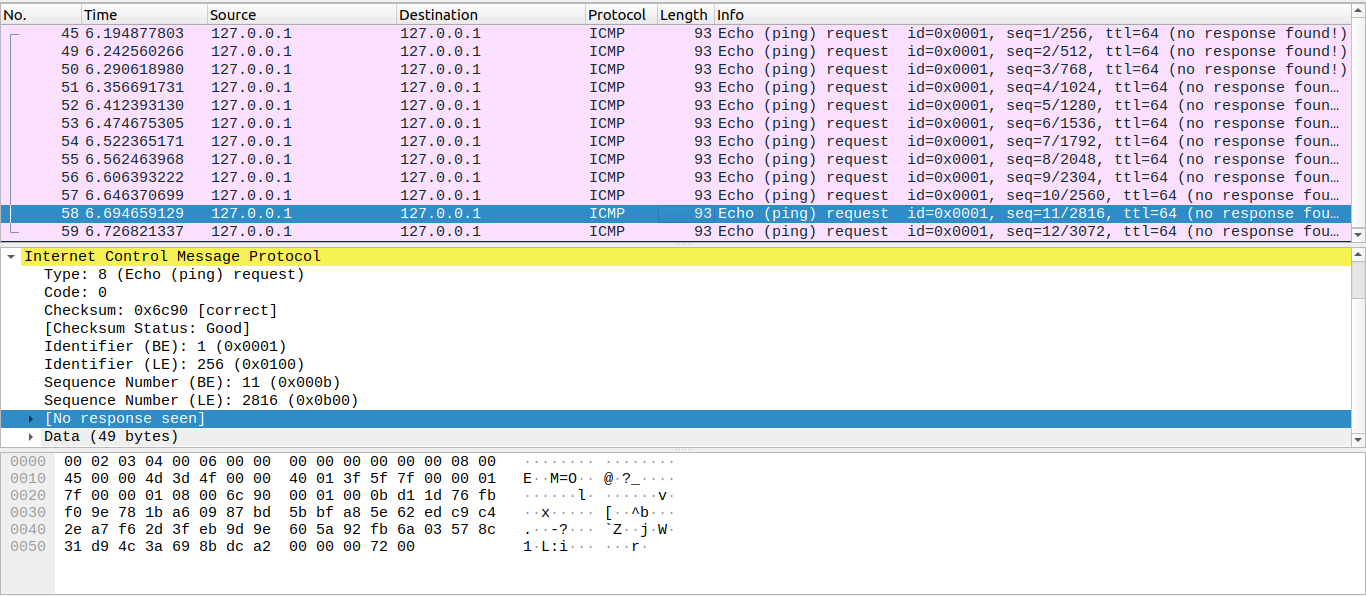 No. Time Source Destination Protocol Length Info
45 6.194877803 127.0.0.1 127.0.0.1 ICMP 93 Echo (ping) request id=0x0001, seq=1/256, ttl=64 (no response found!)
49 6.242560266 127.0.0.1 127.0.0.1 ICMP 93 Echo (ping) request id=0x0001, seq=2/512, ttl=64 (no response found!)
50 6.290618980 127.0.0.1 127.0.0.1 ICMP 93 Echo (ping) request id=0x0001, seq=3/768, ttl=64 (no response found!)
51 6.356691731 127.0.0.1 127.0.0.1 ICMP 93 Echo (ping) request id=0x0001, seq=4/1024, ttl=64 (no response foun…
52 6.412393130 127.0.0.1 127.0.0.1 ICMP 93 Echo (ping) request id=0x0001, seq=5/1280, ttl=64 (no response foun…
53 6.474675305 127.0.0.1 127.0.0.1 ICMP 93 Echo (ping) request id=0x0001, seq=6/1536, ttl=64 (no response foun…
54 6.522365171 127.0.0.1 127.0.0.1 ICMP 93 Echo (ping) request id=0x0001, seq=7/1792, ttl=64 (no response foun…
55 6.562463968 127.0.0.1 127.0.0.1 ICMP 93 Echo (ping) request id=0x0001, seq=8/2048, ttl=64 (no response foun…
56 6.606393222 127.0.0.1 127.0.0.1 ICMP 93 Echo (ping) request id=0x0001, seq=9/2304, ttl=64 (no response foun…
57 6.646370699 127.0.0.1 127.0.0.1 ICMP 93 Echo (ping) request id=0x0001, seq=10/2560, ttl=64 (no response fou…
58 6.694659129 127.0.0.1 127.0.0.1 ICMP 93 Echo (ping) request id=0x0001, seq=11/2816, ttl=64 (no response fou…
59 6.726821337 127.0.0.1 127.0.0.1 ICMP 93 Echo (ping) request id=0x0001, seq=12/3072, ttl=64 (no response fou…
Internet Control Message Protocol
Type: 8 (Echo (ping) request)
Code: 0
Checksum: 0x6c90 [correct]
[Checksum Status: Good]
Identifier (BE): 1 (0x0001)
Identifier (LE): 256 (0x0100)
Sequence Number (BE): 11 (0x000b)
Sequence Number (LE): 2816 (0x0b00)
[No response seen]
Data (49 bytes)
0000 00 02 03 04 00 06 00 00 00 00 00 00 00 00 08 00 ········ ········
0010 45 00 00 4d 3d 4f 00 00 40 01 3f 5f 7f 00 00 01 E··M=O·· @·?_····
0020 7f 00 00 01 08 00 6c 90 00 01 00 0b d1 1d 76 fb ······l· ······v·
0030 f0 9e 78 1b a6 09 87 bd 5b bf a8 5e 62 ed c9 c4 ··x····· [··^b···
0040 2e a7 f6 2d 3f eb 9d 9e 60 5a 92 fb 6a 03 57 8c .··-?··· `Z··j·W·
0050 31 d9 4c 3a 69 8b dc a2 00 00 00 72 00 1·L:i··· ···r·